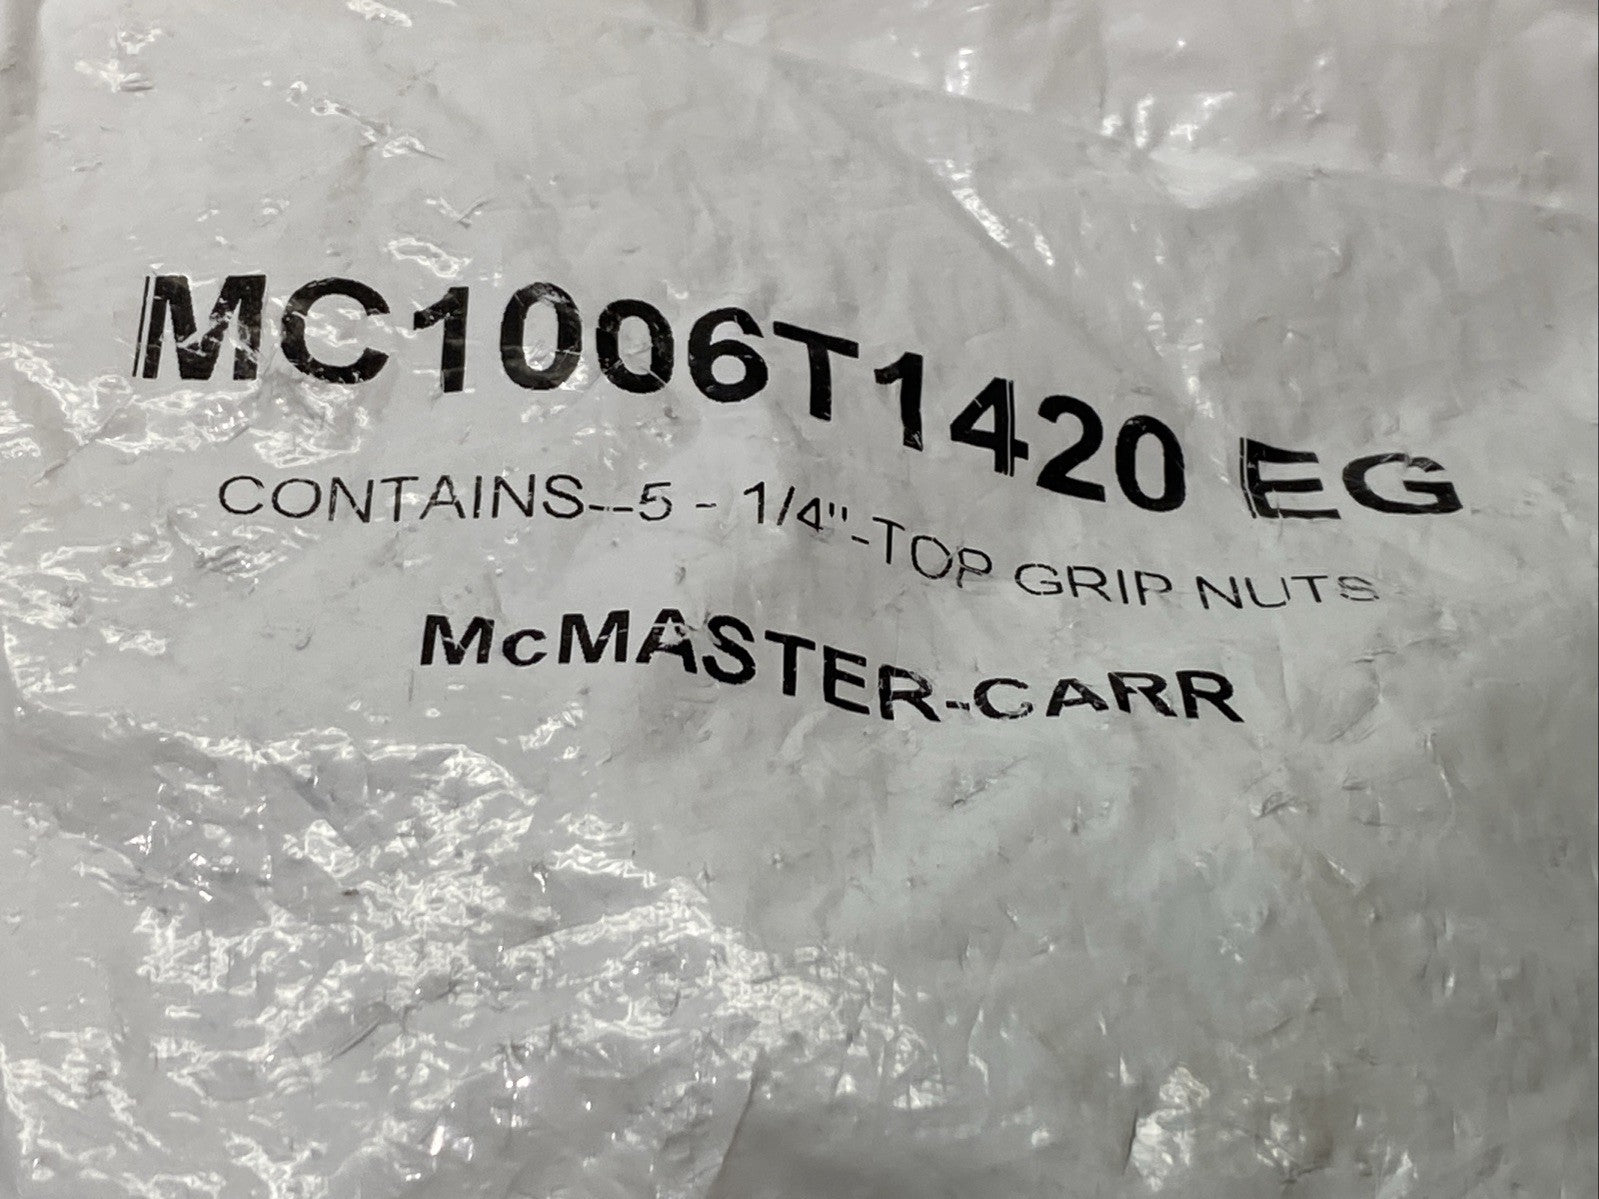 MC1006T1420 EG
CONTAINS--5 - 1/4"-TOP GRIP NUTS
McMASTER-CARR